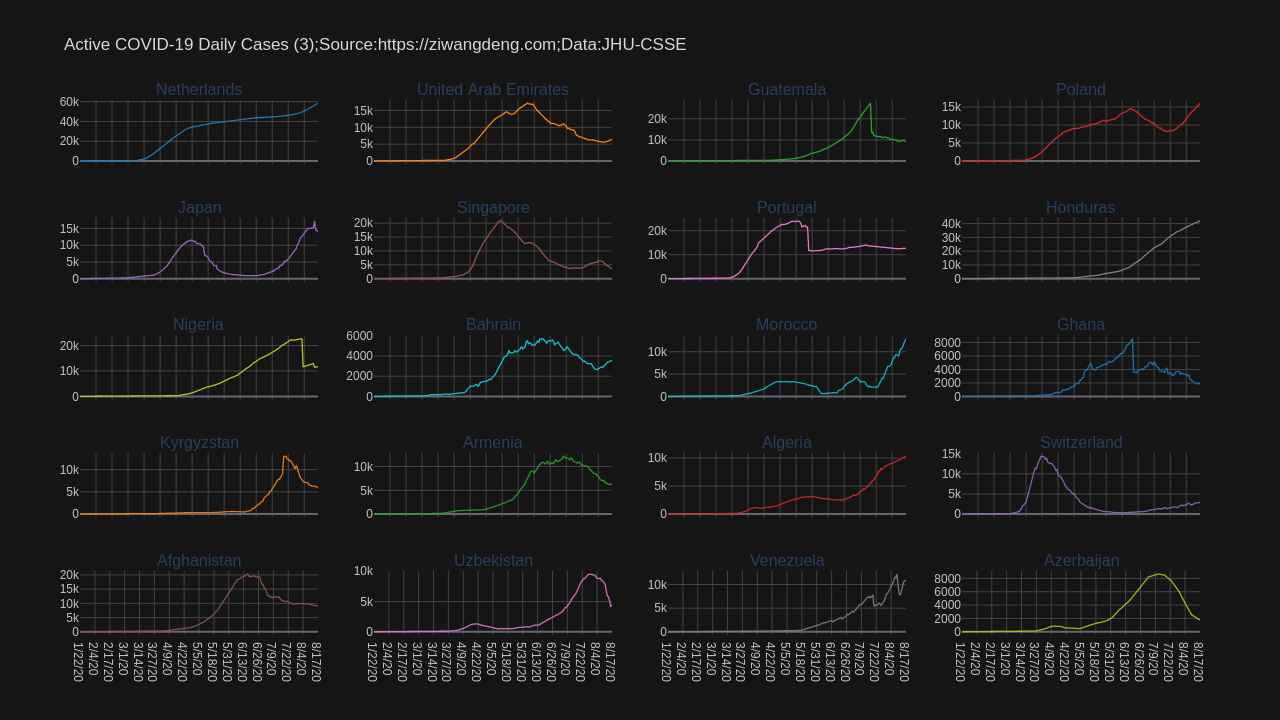 Active COVID-19 Daily Cases (3);Source:https://ziwangdeng.com;Data:JHU-CSSE
Netherlands
60k
40k
20k
0
United Arab Emirates
15k
10k
5k
0
Guatemala
20k
10k
0
Poland
15k
10k
5k
0
Japan
15k
10k
5k
0
Singapore
20k
15k
10k
5k
0
Portugal
20k
10k
0
Honduras
40k
30k
20k
10k
0
Nigeria
20k
10k
0
Bahrain
6000
4000
2000
0
Morocco
10k
5k
0
Ghana
8000
6000
4000
2000
0
Kyrgyzstan
10k
5k
0
Armenia
10k
5k
0
Algeria
10k
5k
0
Switzerland
15k
10k
5k
0
Afghanistan
20k
15k
10k
5k
0
1/22/20
2/4/20
2/17/20
3/1/20
3/14/20
3/27/20
4/9/20
4/22/20
5/5/20
5/18/20
5/31/20
6/13/20
6/26/20
7/9/20
7/22/20
8/4/20
8/17/20
Uzbekistan
10k
5k
0
1/22/20
2/4/20
2/17/20
3/1/20
3/14/20
3/27/20
4/9/20
4/22/20
5/5/20
5/18/20
5/31/20
6/13/20
6/26/20
7/9/20
7/22/20
8/4/20
8/17/20
Venezuela
10k
5k
0
1/22/20
2/4/20
2/17/20
3/1/20
3/14/20
3/27/20
4/9/20
4/22/20
5/5/20
5/18/20
5/31/20
6/13/20
6/26/20
7/9/20
7/22/20
8/4/20
8/17/20
Azerbaijan
8000
6000
4000
2000
0
1/22/20
2/4/20
2/17/20
3/1/20
3/14/20
3/27/20
4/9/20
4/22/20
5/5/20
5/18/20
5/31/20
6/13/20
6/26/20
7/9/20
7/22/20
8/4/20
8/17/20